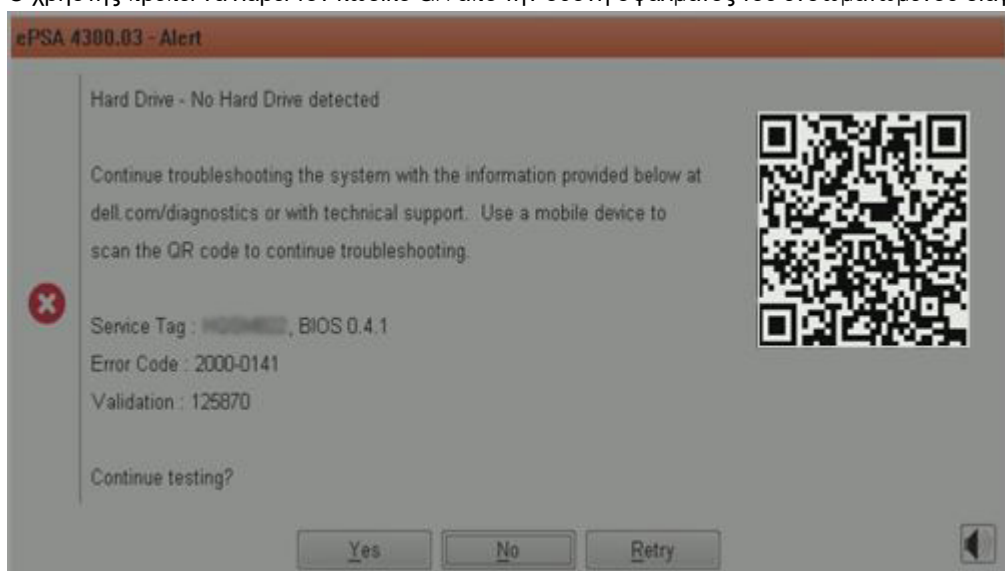 ePSA 4300.03 - Alert
Hard Drive - No Hard Drive detected
Continue troubleshooting the system with the information provided below at
dell.com/diagnostics or with technical support. Use a mobile device to
scan the QR code to continue troubleshooting.
Service Tag : , BIOS 0.4.1
Error Code : 2000-0141
Validation : 125870
Continue testing?
Yes No Retry